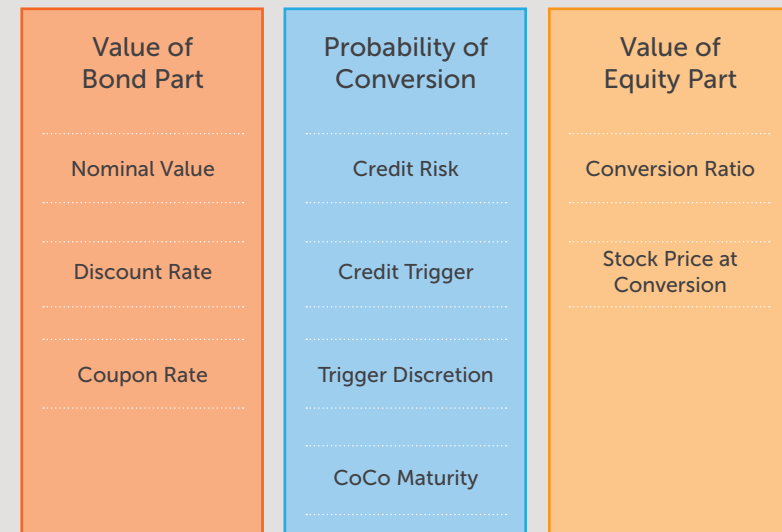 Value of
Bond Part
Nominal Value
Discount Rate
Coupon Rate
Probability of
Conversion
Credit Risk
Credit Trigger
Trigger Discretion
CoCo Maturity
Value of
Equity Part
Conversion Ratio
Stock Price at
Conversion